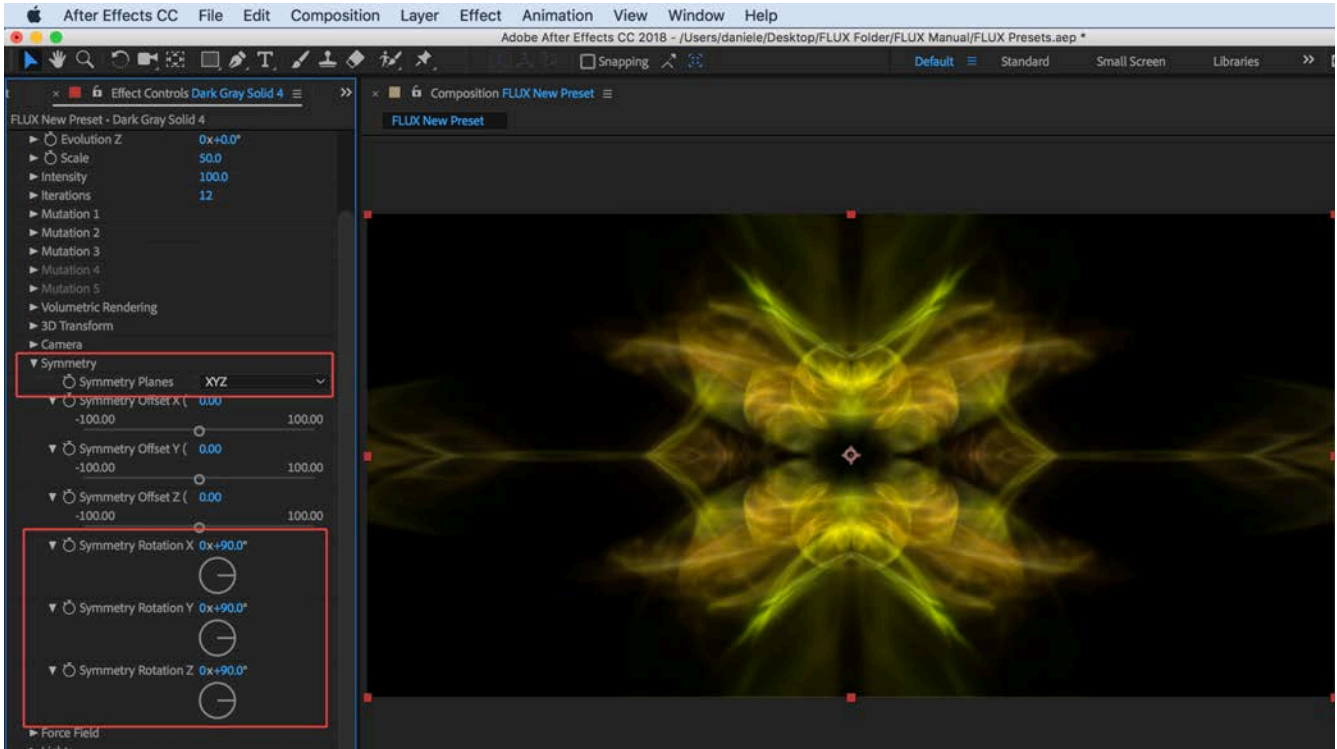 After Effects CC File Edit Composition Layer Effect Animation View Window Help
Adobe After Effects CC 2018 - /Users/daniele/Desktop/FLUX Folder/FLUX Manual/FLUX Presets.aep *
Snapping Default Standard Small Screen Libraries
Effect Controls Dark Gray Solid 4
Composition FLUX New Preset
FLUX New Preset • Dark Gray Solid 4
FLUX New Preset
Evolution Z 0x+0.0°
Scale 50.0
Intensity 100.0
Iterations 12
Mutation 1
Mutation 2
Mutation 3
Mutation 4
Mutation 5
Volumetric Rendering
3D Transform
Camera
Symmetry
Symmetry Planes XYZ
Symmetry Offset X ( 0.00
-100.00 100.00
Symmetry Offset Y ( 0.00
-100.00 100.00
Symmetry Offset Z ( 0.00
-100.00 100.00
Symmetry Rotation X 0x+90.0°
Symmetry Rotation Y 0x+90.0°
Symmetry Rotation Z 0x+90.0°
Force Field